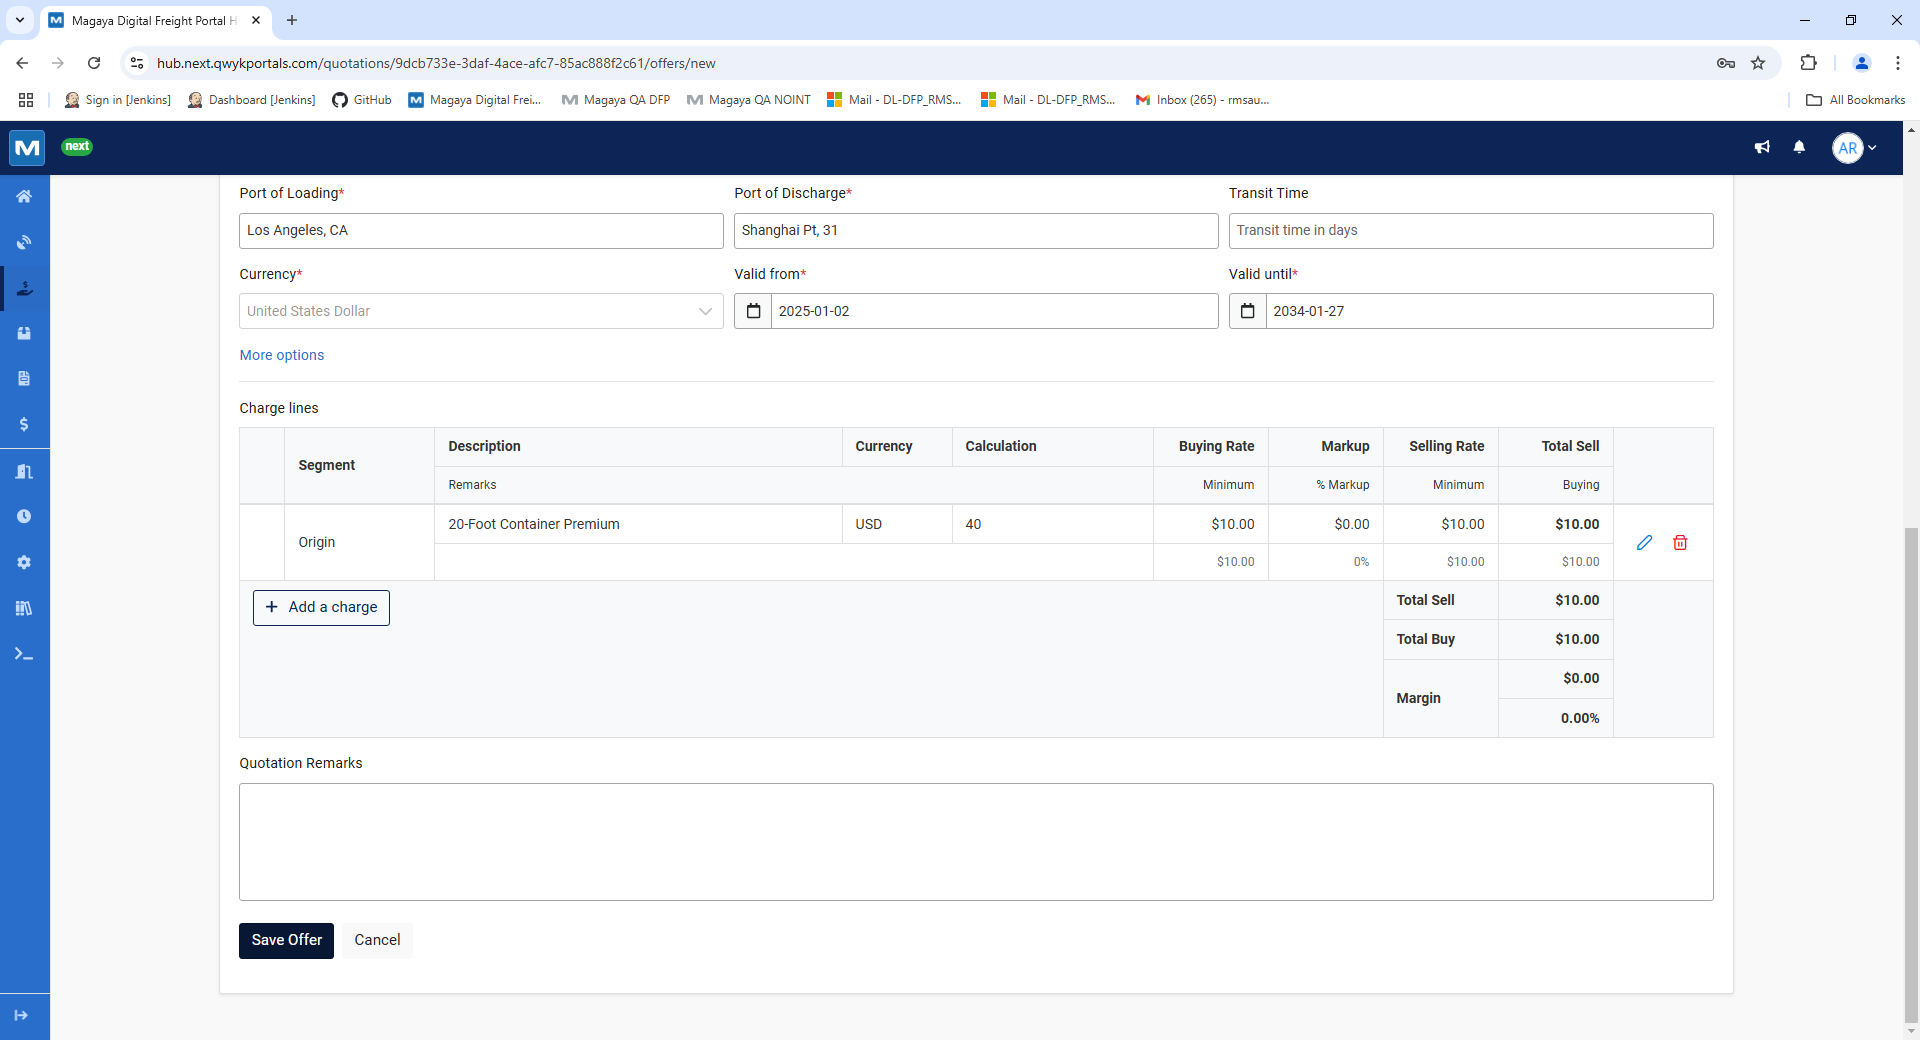 Magaya Digital Freight Portal H
hub.next.qwykportals.com/quotations/9dcb733e-3daf-4ace-afc7-85ac888f2c61/offers/new
Sign in [Jenkins] Dashboard [Jenkins] GitHub Magaya Digital Frei... Magaya QA DFP Magaya QA NOINT Mail - DL-DFP_RMS... Mail - DL-DFP_RMS... Inbox (265) - rmsau... All Bookmarks
next AR
Port of Loading* Port of Discharge* Transit Time
Los Angeles, CA Shanghai Pt, 31 Transit time in days
Currency* Valid from* Valid until*
United States Dollar 2025-01-02 2034-01-27
More options
Charge lines
Segment Description Currency Calculation Buying Rate Markup Selling Rate Total Sell
Remarks Minimum % Markup Minimum Buying
Origin 20-Foot Container Premium USD 40 $10.00 $0.00 $10.00 $10.00
$10.00 0% $10.00 $10.00
+ Add a charge Total Sell $10.00
Total Buy $10.00
Margin $0.00
0.00%
Quotation Remarks
Save Offer Cancel